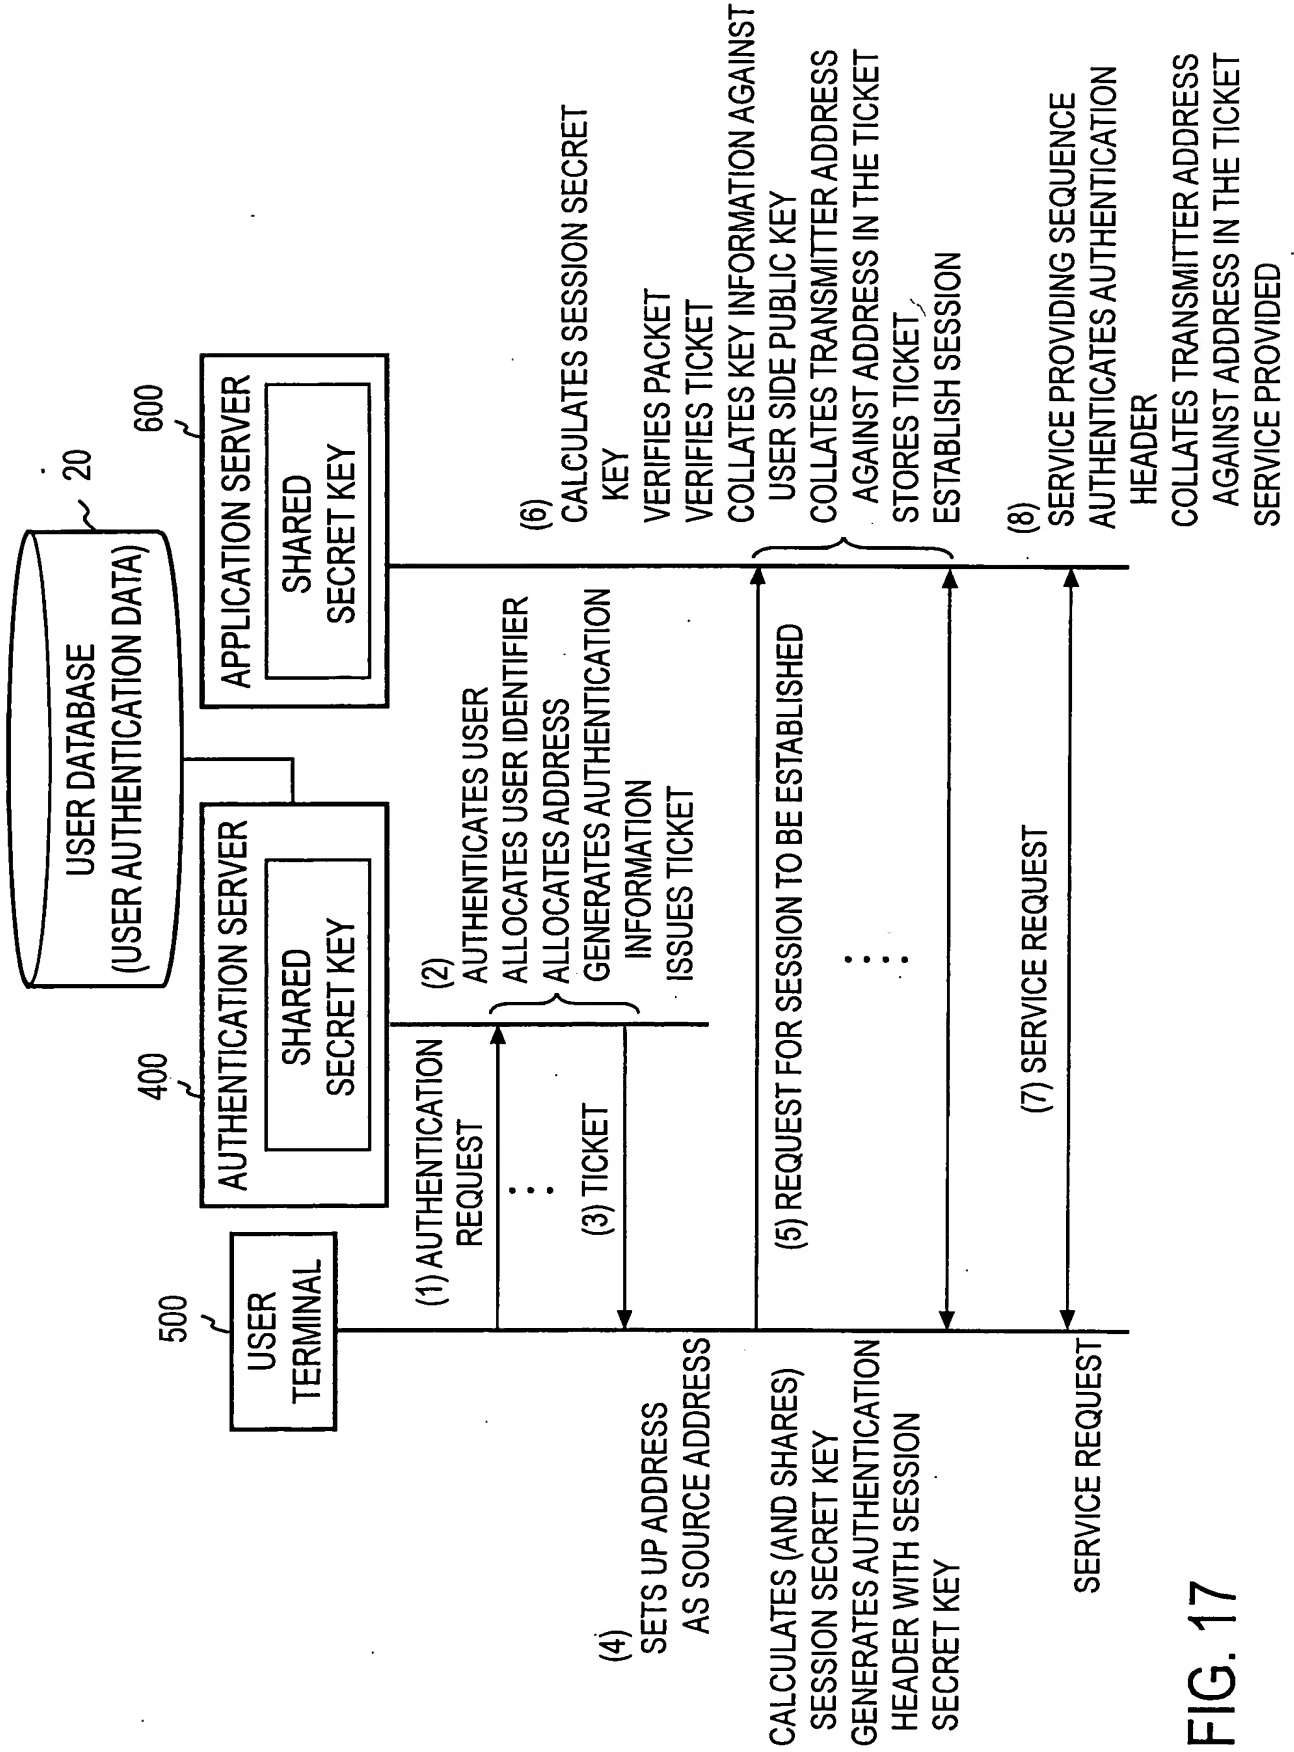 20
USER DATABASE
(USER AUTHENTICATION DATA)
500
USER
TERMINAL
400
AUTHENTICATION SERVER
SHARED
SECRET KEY
600
APPLICATION SERVER
SHARED
SECRET KEY
(1) AUTHENTICATION
REQUEST
(2)
AUTHENTICATES USER
ALLOCATES USER IDENTIFIER
ALLOCATES ADDRESS
GENERATES AUTHENTICATION
INFORMATION
ISSUES TICKET
(3) TICKET
(4)
SETS UP ADDRESS
AS SOURCE ADDRESS
CALCULATES (AND SHARES)
SESSION SECRET KEY
GENERATES AUTHENTICATION
HEADER WITH SESSION
SECRET KEY
(5) REQUEST FOR SESSION TO BE ESTABLISHED
(6)
CALCULATES SESSION SECRET
KEY
VERIFIES PACKET
VERIFIES TICKET
COLLATES KEY INFORMATION AGAINST
USER SIDE PUBLIC KEY
COLLATES TRANSMITTER ADDRESS
AGAINST ADDRESS IN THE TICKET
STORES TICKET
ESTABLISH SESSION
SERVICE REQUEST
(7) SERVICE REQUEST
(8)
SERVICE PROVIDING SEQUENCE
AUTHENTICATES AUTHENTICATION
HEADER
COLLATES TRANSMITTER ADDRESS
AGAINST ADDRESS IN THE TICKET
SERVICE PROVIDED
FIG. 17